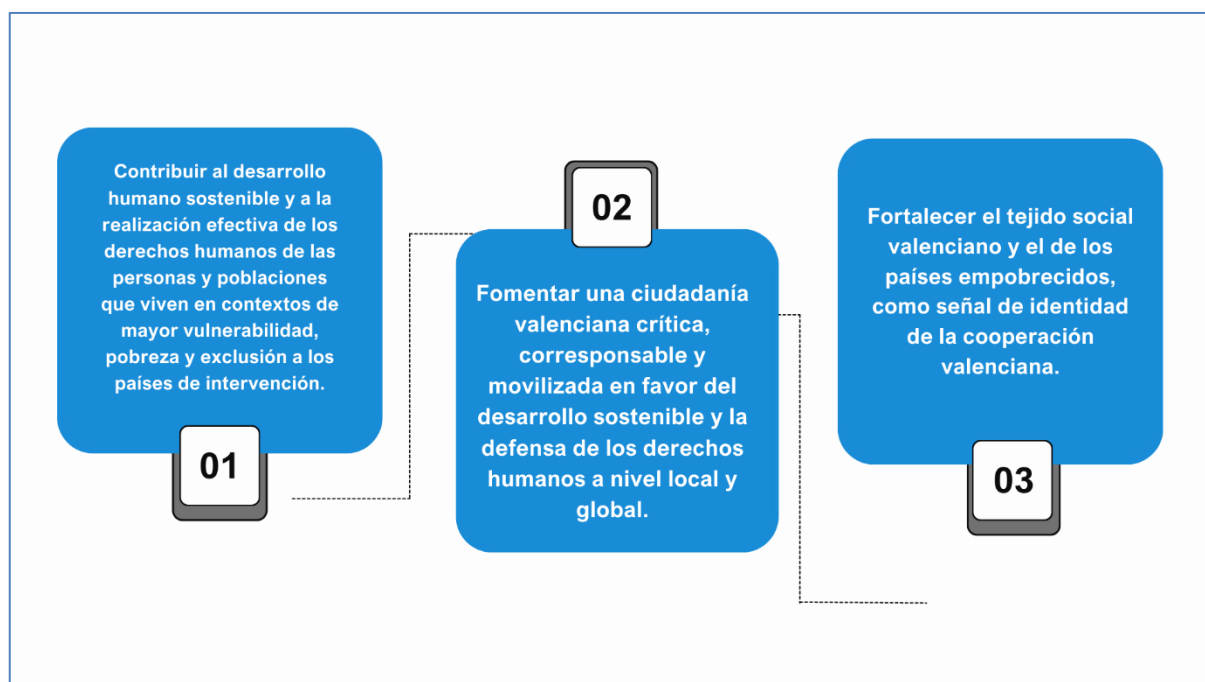 Contribuir al desarrollo
humano sostenible y a la
realización efectiva de los
derechos humanos de las
personas y poblaciones
que viven en contextos de
mayor vulnerabilidad,
pobreza y exclusión a los
países de intervención.
01
02
Fomentar una ciudadanía
valenciana crítica,
corresponsable y
movilizada en favor del
desarrollo sostenible y la
defensa de los derechos
humanos a nivel local y
global.
Fortalecer el tejido social
valenciano y el de los
países empobrecidos,
como señal de identidad
de la cooperación
valenciana.
03